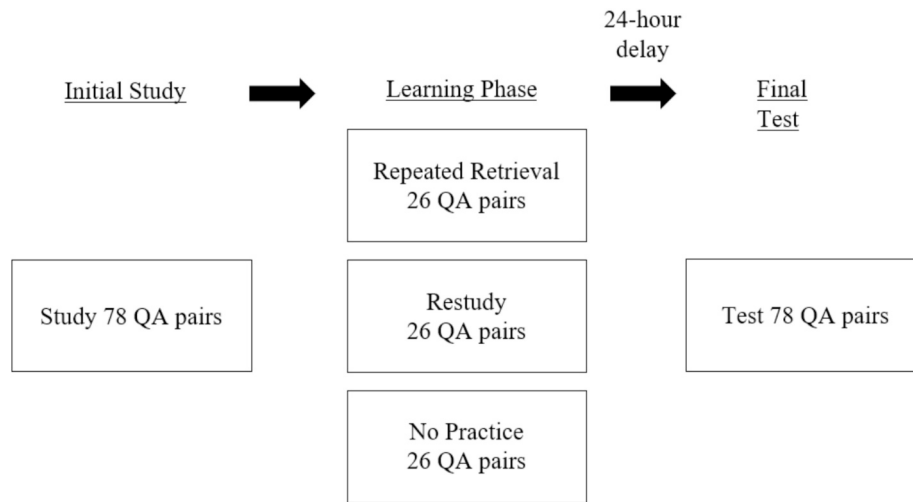 24-hour
delay
Initial Study
Learning Phase
Final
Test
Repeated Retrieval
26 QA pairs
Study 78 QA pairs
Restudy
26 QA pairs
Test 78 QA pairs
No Practice
26 QA pairs